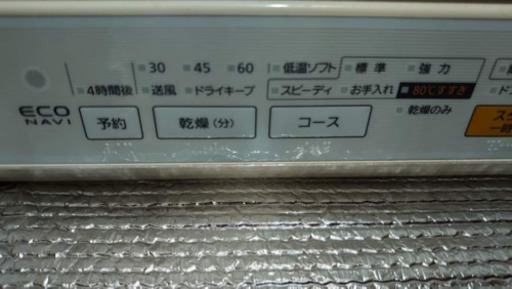 30 45 60 低温ソフト 標準 強力
4時間後 送風 ドライキープ スピーディ お手入れ 80℃すすぎ
ECO NAVI
乾燥のみ
予約 乾燥(分) コース